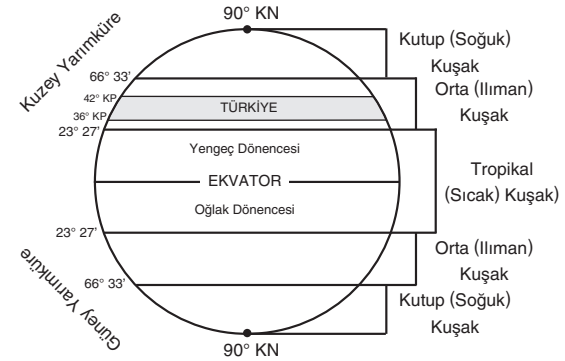 90° KN
Kuzey Yarımküre
Kutup (Soğuk)
Kuşak
66° 33'
Orta (Ilıman)
Kuşak
42° KP
TÜRKİYE
36° KP
23° 27'
Yengeç Dönencesi
Tropikal
(Sıcak) Kuşak)
EKVATOR
Oğlak Dönencesi
23° 27'
Orta (Ilıman)
Kuşak
Güney Yarımküre
66° 33'
Kutup (Soğuk)
Kuşak
90° KN